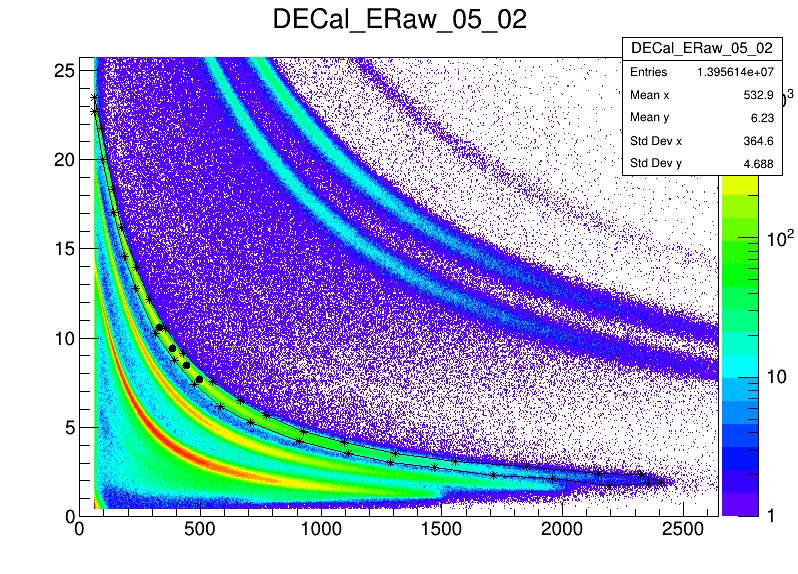 DECal_ERaw_05_02
DECal_ERaw_05_02
Entries 1.395614e+07
Mean x 532.9
Mean y 6.23
Std Dev x 364.6
Std Dev y 4.688
25
20
15
10
5
0
0 500 1000 1500 2000 2500
10²
10
1